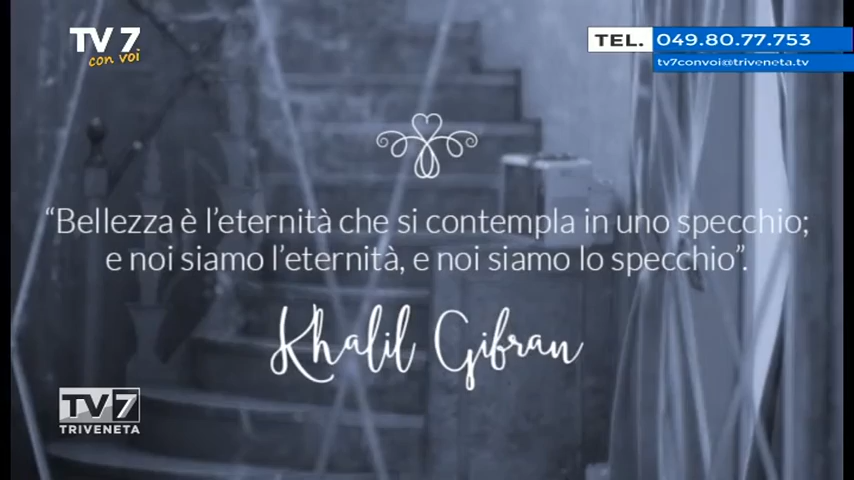 TV7
con voi
TEL. 049.80.77.753
tv7convoi@triveneta.tv
“Bellezza è l’eternità che si contempla in uno specchio;
e noi siamo l’eternità, e noi siamo lo specchio”.
Khalil Gibran
TV7
TRIVENETA